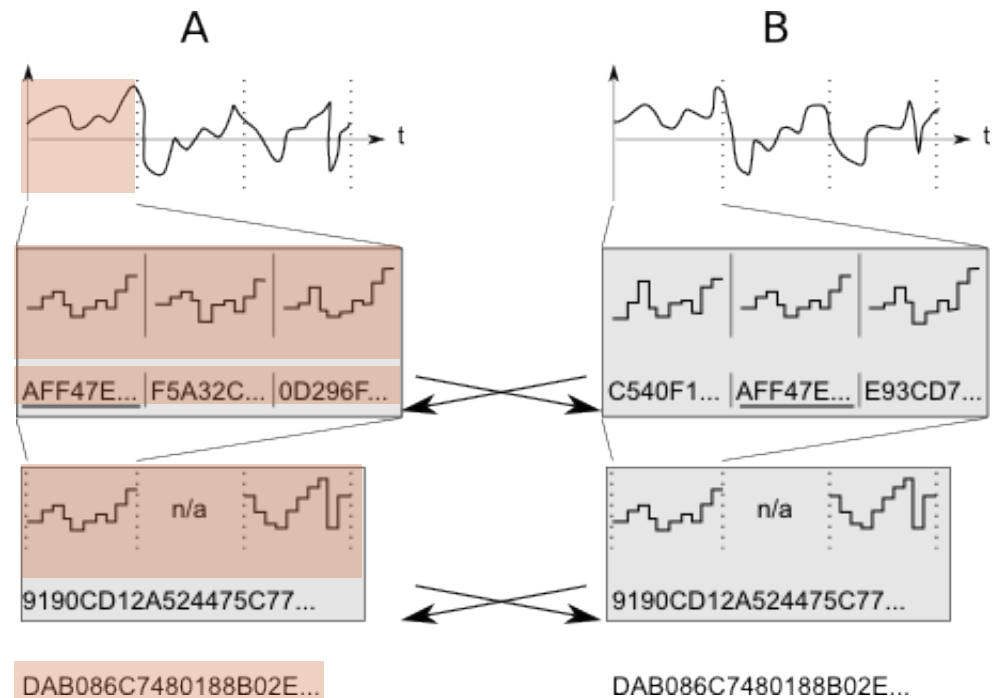 A B
t t
AFF47E... F5A32C... 0D296F... C540F1... AFF47E... E93CD7...
n/a n/a
9190CD12A524475C77... 9190CD12A524475C77...
DAB086C7480188B02E... DAB086C7480188B02E...